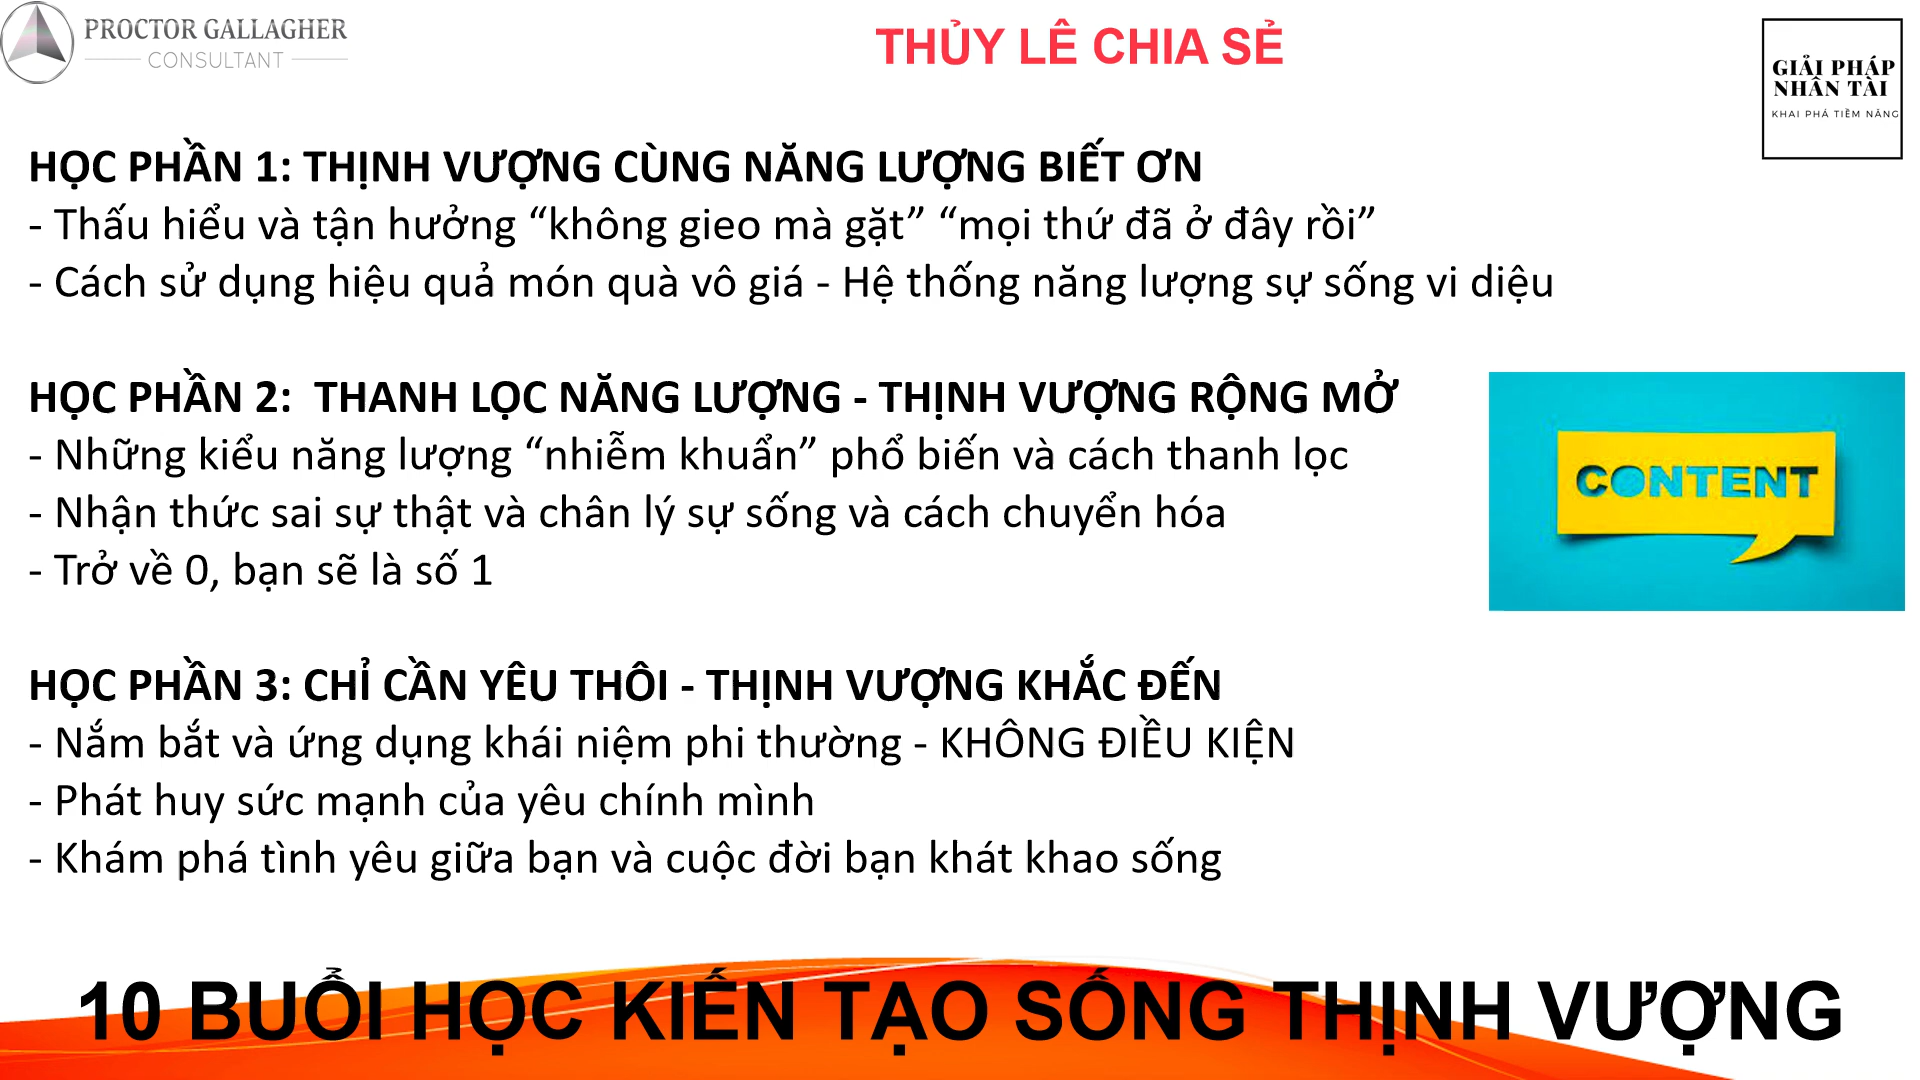 PROCTOR GALLAGHER
CONSULTANT
THỦY LÊ CHIA SẺ
GIẢI PHÁP
NHÂN TÀI
KHAI PHÁ TIỀM NĂNG
HỌC PHẦN 1: THỊNH VƯỢNG CÙNG NĂNG LƯỢNG BIẾT ƠN
- Thấu hiểu và tận hưởng “không gieo mà gặt” “mọi thứ đã ở đây rồi”
- Cách sử dụng hiệu quả món quà vô giá - Hệ thống năng lượng sự sống vi diệu
HỌC PHẦN 2:  THANH LỌC NĂNG LƯỢNG - THỊNH VƯỢNG RỘNG MỞ
- Những kiểu năng lượng “nhiễm khuẩn” phổ biến và cách thanh lọc
- Nhận thức sai sự thật và chân lý sự sống và cách chuyển hóa
- Trở về 0, bạn sẽ là số 1
CONTENT
HỌC PHẦN 3: CHỈ CẦN YÊU THÔI - THỊNH VƯỢNG KHẮC ĐẾN
- Nắm bắt và ứng dụng khái niệm phi thường - KHÔNG ĐIỀU KIỆN
- Phát huy sức mạnh của yêu chính mình
- Khám phá tình yêu giữa bạn và cuộc đời bạn khát khao sống
10 BUỔI HỌC KIẾN TẠO SỐNG THỊNH VƯỢNG